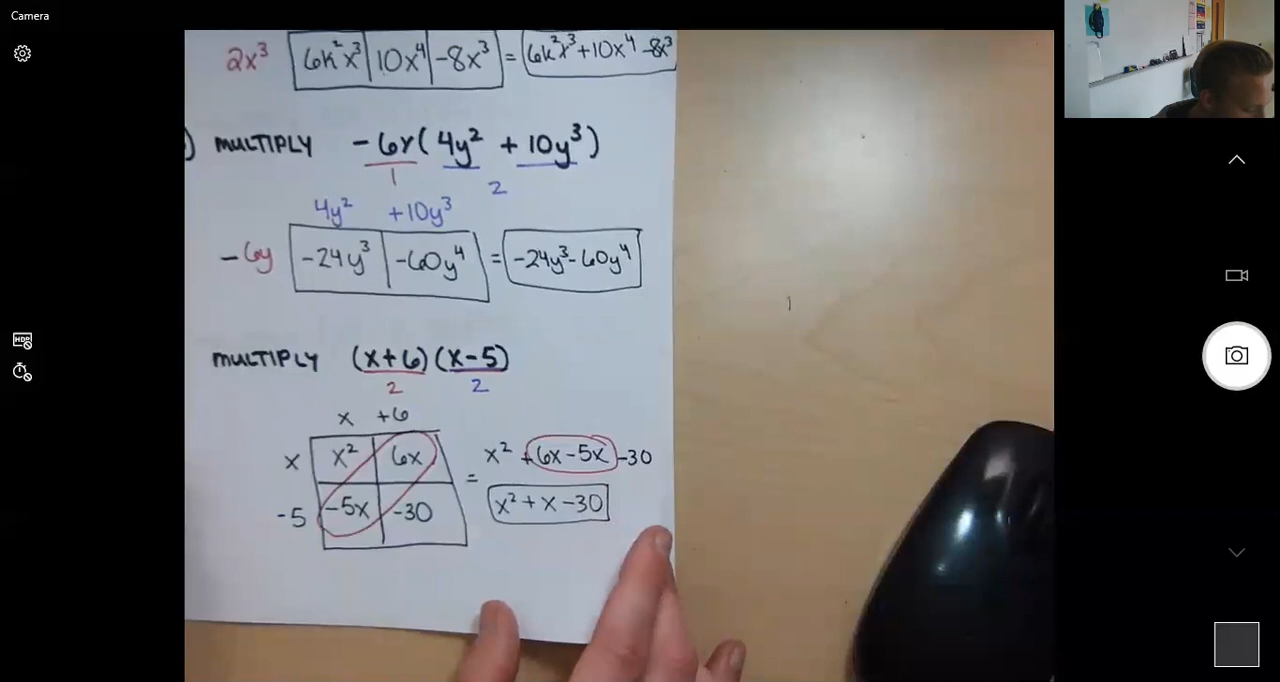 Camera
2x³ 6k²x³ 10x⁴ -8x³ = 6k²x³+10x⁴-8x³
) MULTIPLY -6y(4y² + 10y³)
1 2
4y² +10y³
-6y -24y³ -60y⁴ = -24y³-60y⁴
MULTIPLY (x+6)(x-5)
2 2
x +6
x x² 6x = x² +6x-5x-30
-5 -5x -30 x²+x-30
HDR